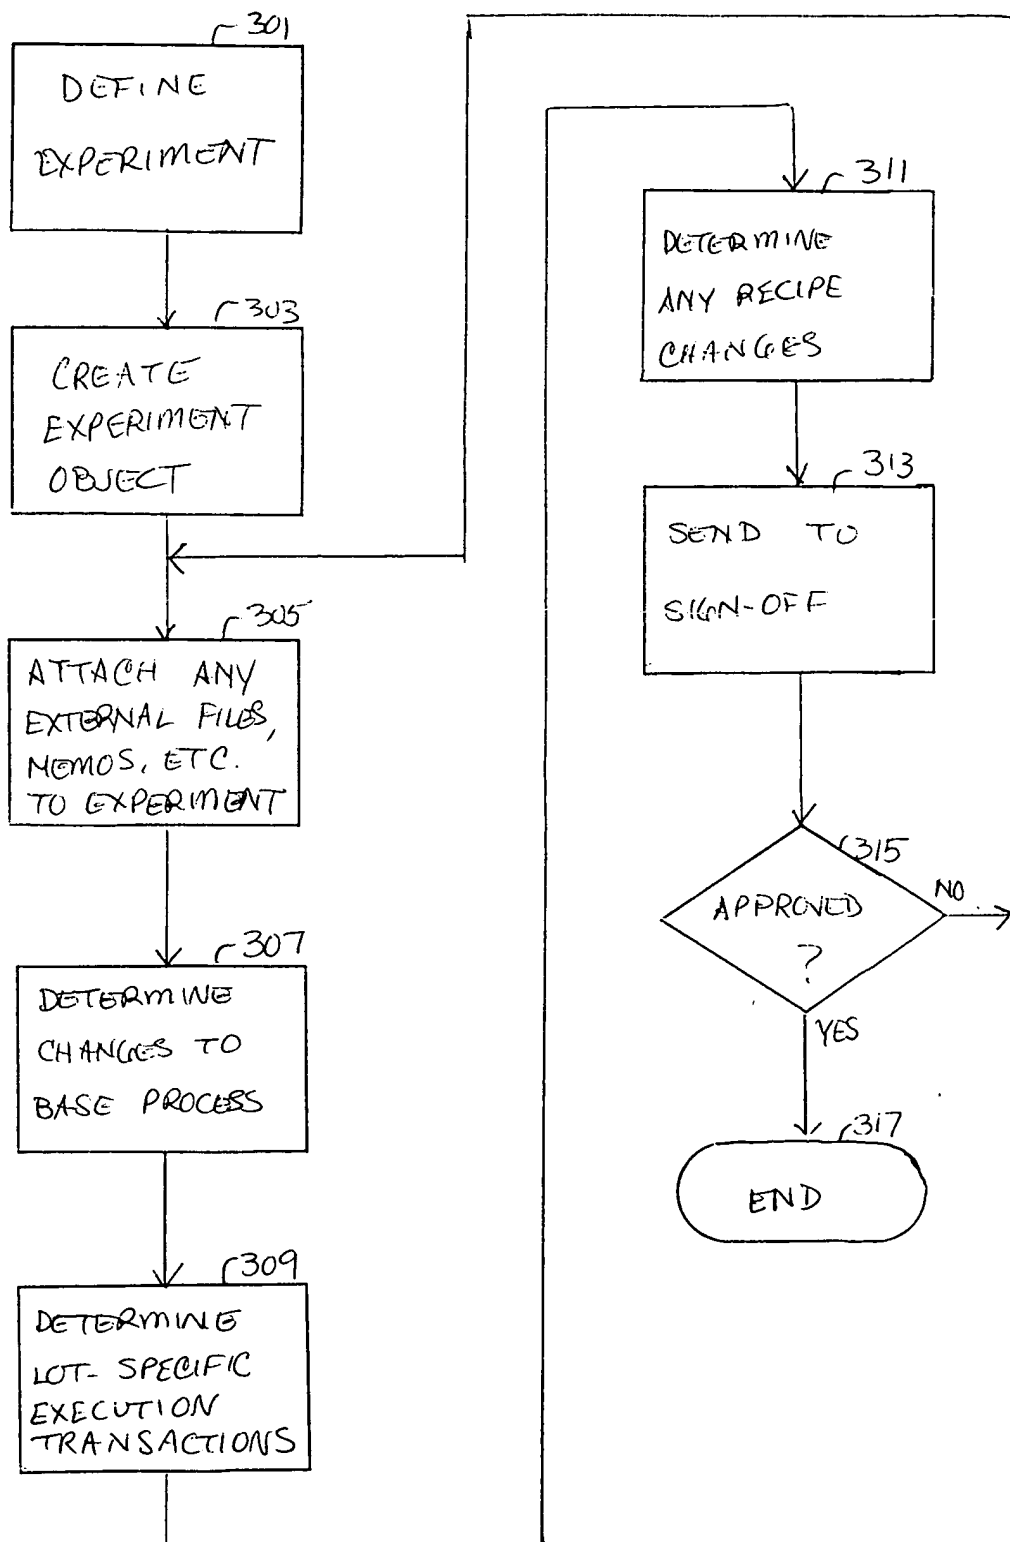 301
DEFINE
EXPERIMENT
303
CREATE
EXPERIMENT
OBJECT
305
ATTACH ANY
EXTERNAL FILES,
MEMOS, ETC.
TO EXPERIMENT
307
DETERMINE
CHANGES TO
BASE PROCESS
309
DETERMINE
LOT-SPECIFIC
EXECUTION
TRANSACTIONS
311
DETERMINE
ANY RECIPE
CHANGES
313
SEND TO
SIGN-OFF
315
APPROVED
?
NO
YES
317
END